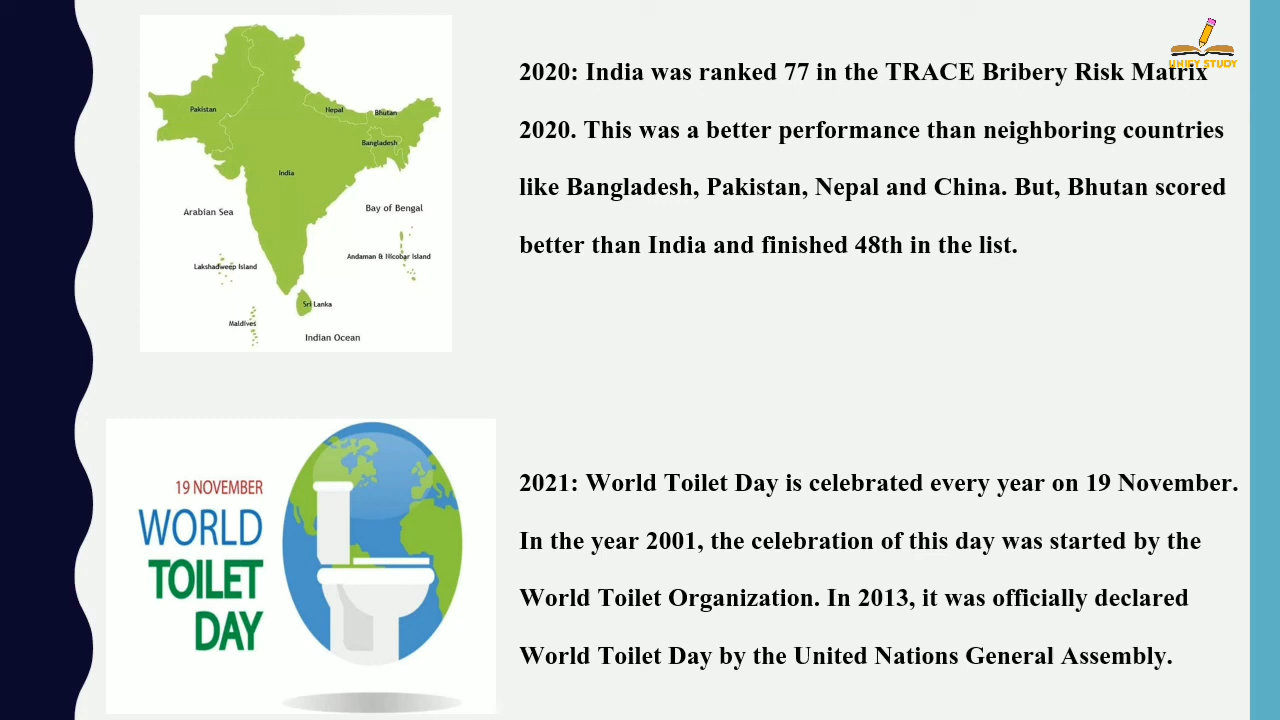 Pakistan
Nepal
Bhutan
Bangladesh
India
Arabian Sea
Bay of Bengal
Andaman & Nicobar Island
Lakshadweep Island
Sri Lanka
Maldives
Indian Ocean
UNIFY STUDY
2020: India was ranked 77 in the TRACE Bribery Risk Matrix
2020. This was a better performance than neighboring countries
like Bangladesh, Pakistan, Nepal and China. But, Bhutan scored
better than India and finished 48th in the list.
19 NOVEMBER
WORLD
TOILET
DAY
2021: World Toilet Day is celebrated every year on 19 November.
In the year 2001, the celebration of this day was started by the
World Toilet Organization. In 2013, it was officially declared
World Toilet Day by the United Nations General Assembly.